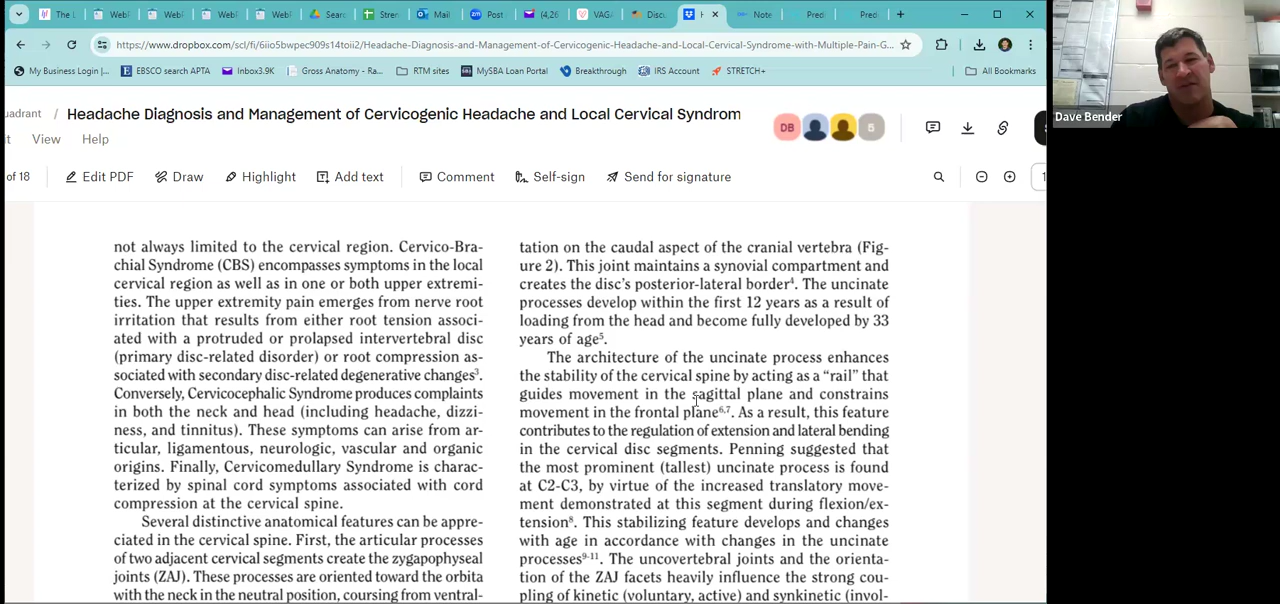 The l
WebF
WebF
WebF
WebF
Searc
Stren
Mail
Post
(4,26
VAG/
Discu
H
Note
Pred
Pred
https://www.dropbox.com/scl/fi/6iio5bwpec909s14toii2/Headache-Diagnosis-and-Management-of-Cervicogenic-Headache-and-Local-Cervical-Syndrome-with-Multiple-Pain-G...
My Business Login |...
EBSCO search APTA
Inbox3.9K
Gross Anatomy - Ra...
RTM sites
MySBA Loan Portal
Breakthrough
IRS Account
STRETCH+
All Bookmarks
uadrant / Headache Diagnosis and Management of Cervicogenic Headache and Local Cervical Syndrom
DB
5
it View Help
of 18
Edit PDF
Draw
Highlight
Add text
Comment
Self-sign
Send for signature
1
not always limited to the cervical region. Cervico-Bra-
chial Syndrome (CBS) encompasses symptoms in the local
cervical region as well as in one or both upper extremi-
ties. The upper extremity pain emerges from nerve root
irritation that results from either root tension associ-
ated with a protruded or prolapsed intervertebral disc
(primary disc-related disorder) or root compression as-
sociated with secondary disc-related degenerative changes³.
Conversely, Cervicocephalic Syndrome produces complaints
in both the neck and head (including headache, dizzi-
ness, and tinnitus). These symptoms can arise from ar-
ticular, ligamentous, neurologic, vascular and organic
origins. Finally, Cervicomedullary Syndrome is charac-
terized by spinal cord symptoms associated with cord
compression at the cervical spine.
Several distinctive anatomical features can be appre-
ciated in the cervical spine. First, the articular processes
of two adjacent cervical segments create the zygapophyseal
joints (ZAJ). These processes are oriented toward the orbita
with the neck in the neutral position, coursing from ventral-
tation on the caudal aspect of the cranial vertebra (Fig-
ure 2). This joint maintains a synovial compartment and
creates the disc's posterior-lateral border⁴. The uncinate
processes develop within the first 12 years as a result of
loading from the head and become fully developed by 33
years of age⁵.
The architecture of the uncinate process enhances
the stability of the cervical spine by acting as a “rail” that
guides movement in the sagittal plane and constrains
movement in the frontal plane⁶,⁷. As a result, this feature
contributes to the regulation of extension and lateral bending
in the cervical disc segments. Penning suggested that
the most prominent (tallest) uncinate process is found
at C2-C3, by virtue of the increased translatory move-
ment demonstrated at this segment during flexion/ex-
tension⁸. This stabilizing feature develops and changes
with age in accordance with changes in the uncinate
processes⁹⁻¹¹. The uncovertebral joints and the orienta-
tion of the ZAJ facets heavily influence the strong cou-
pling of kinetic (voluntary, active) and synkinetic (invol-
Dave Bender